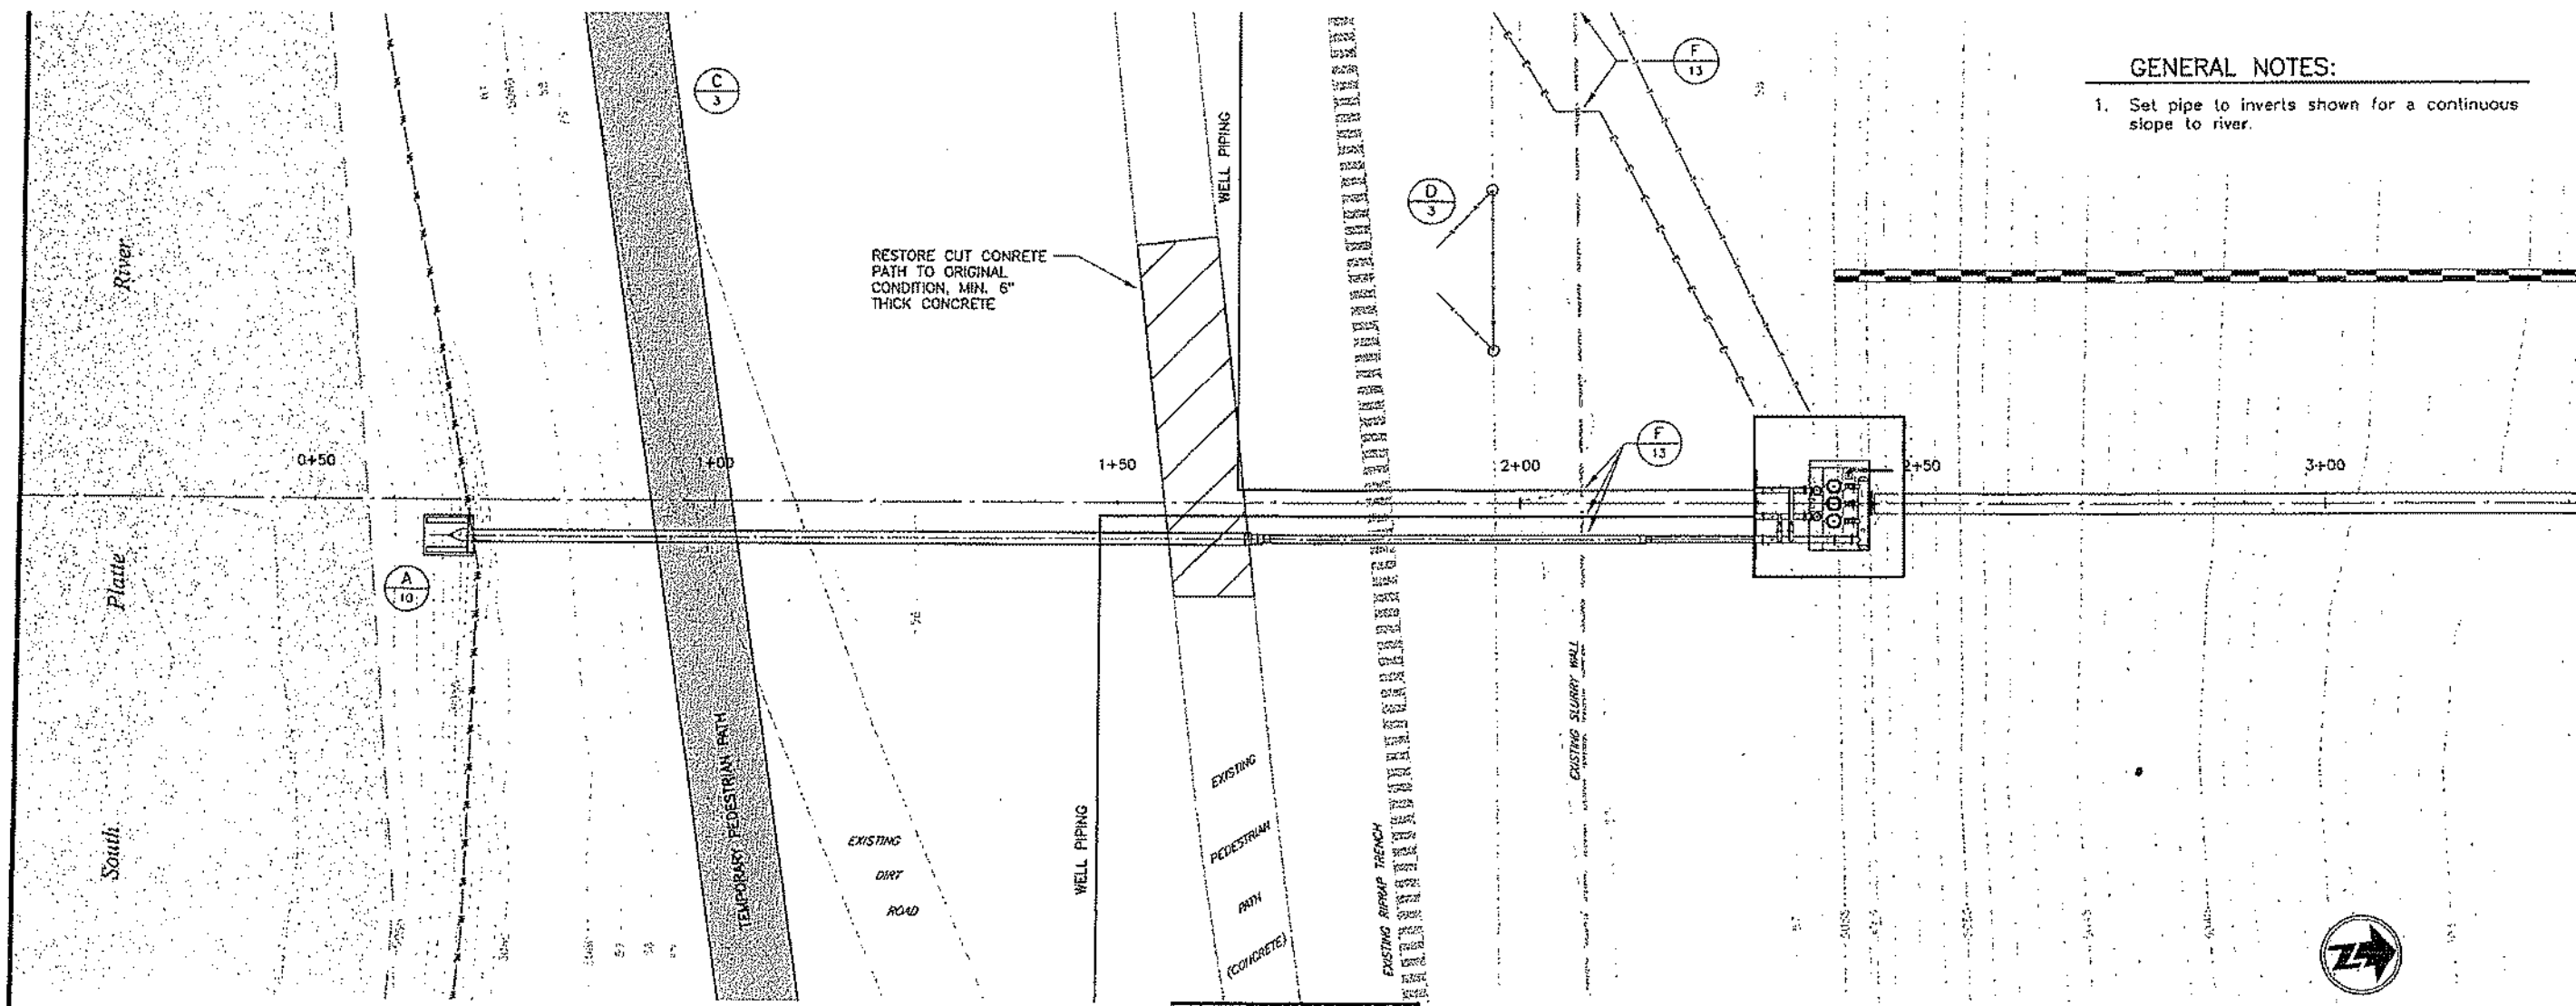 GENERAL NOTES:
1. Set pipe to inverts shown for a continuous
slope to river.
C
3
F
13
D
3
WELL PIPING
RESTORE CUT CONRETE
PATH TO ORIGINAL
CONDITION, MIN. 6"
THICK CONCRETE
River
Platte
South
0+50
1+00
1+50
2+00
2+50
3+00
F
13
A
10
TEMPORARY PEDESTRIAN PATH
EXISTING
DIRT
ROAD
WELL PIPING
EXISTING
PEDESTRIAN
PATH
(CONCRETE)
EXISTING RIPRAP TRENCH
EXISTING SLURRY WALL